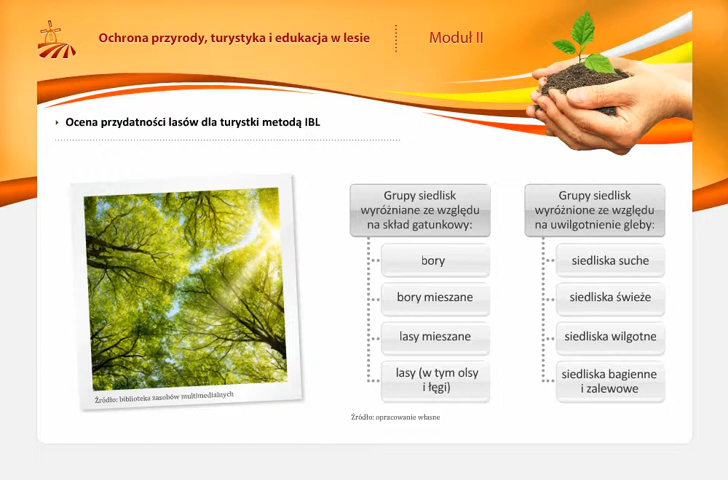 Ochrona przyrody, turystyka i edukacja w lesie
Moduł II
Ocena przydatności lasów dla turystki metodą IBL
Grupy siedlisk
wyróżniane ze względu
na skład gatunkowy:
bory
bory mieszane
lasy mieszane
lasy (w tym olsy
i łęgi)
Grupy siedlisk
wyróżnione ze względu
na uwilgotnienie gleby:
siedliska suche
siedliska świeże
siedliska wilgotne
siedliska bagienne
i zalewowe
Źródło: biblioteka zasobów multimedialnych
Źródło: opracowanie własne